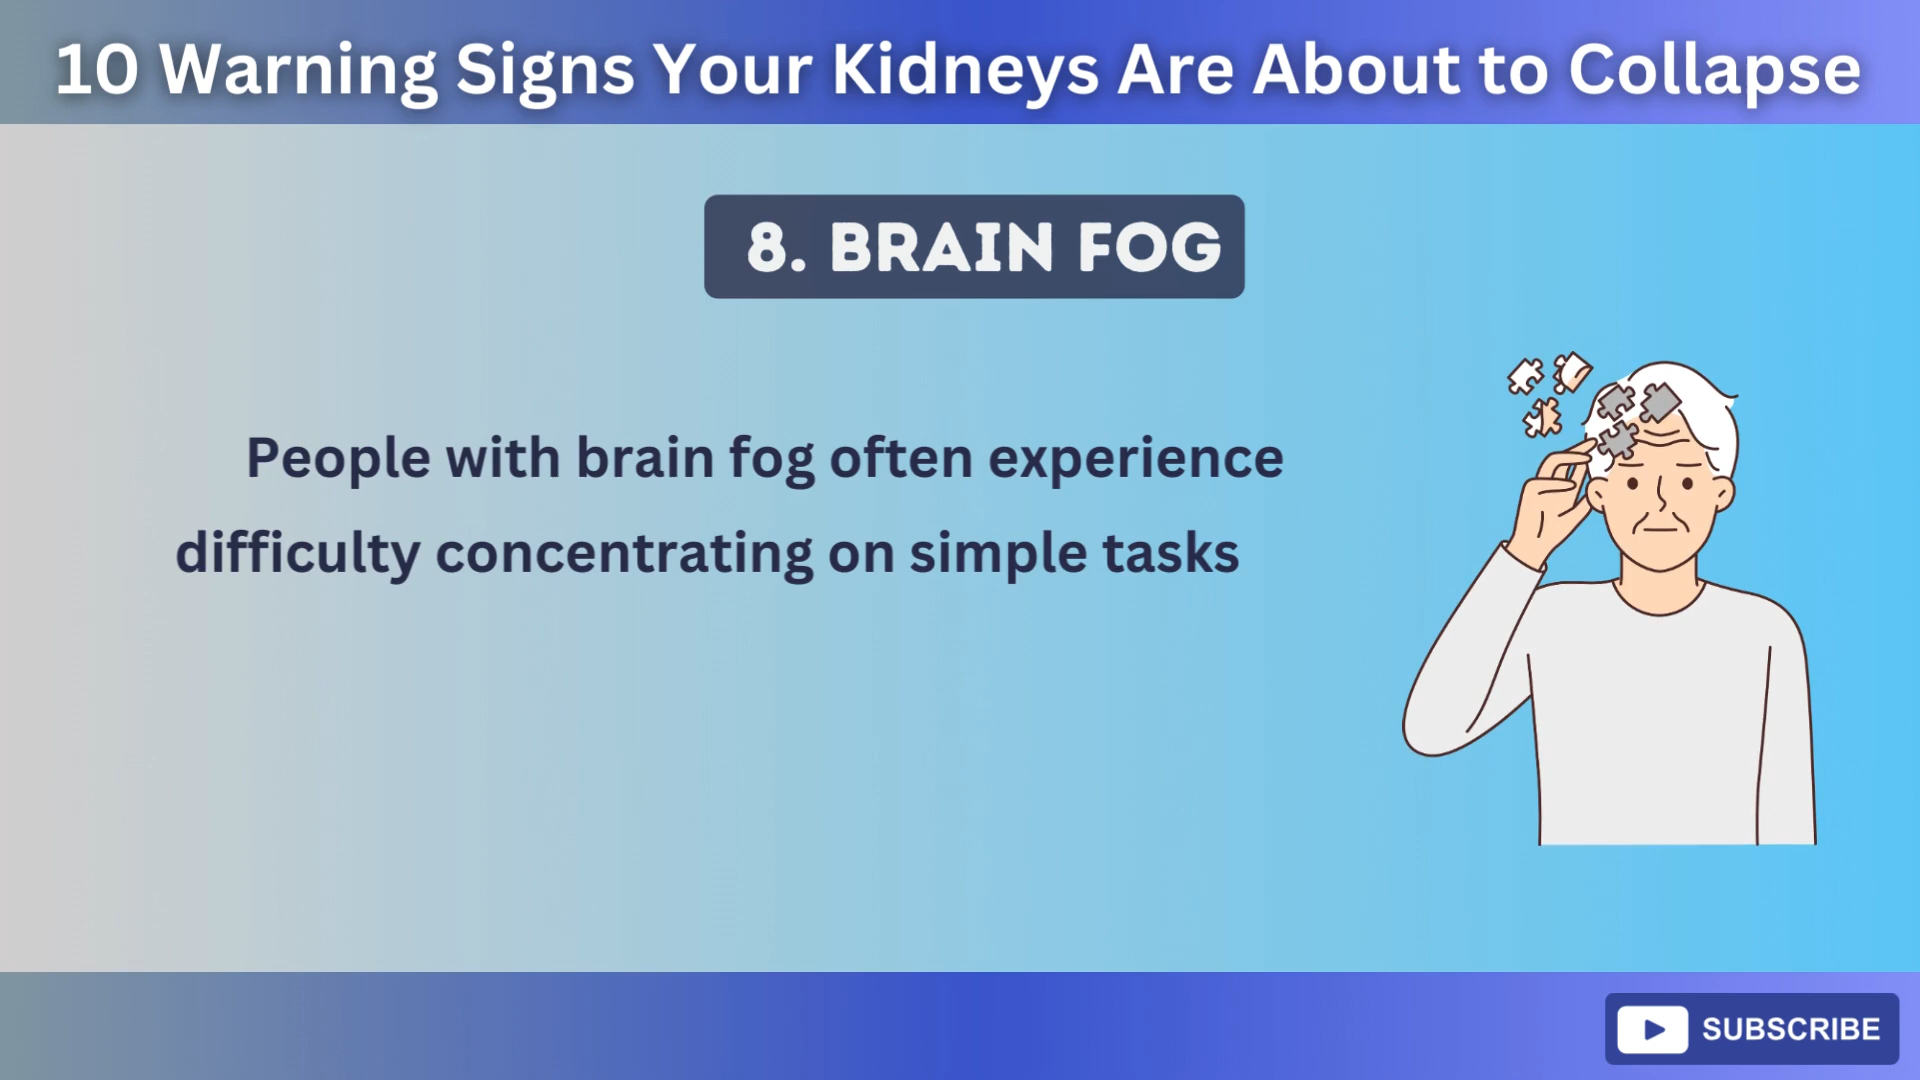 10 Warning Signs Your Kidneys Are About to Collapse
8. BRAIN FOG
People with brain fog often experience
difficulty concentrating on simple tasks
SUBSCRIBE